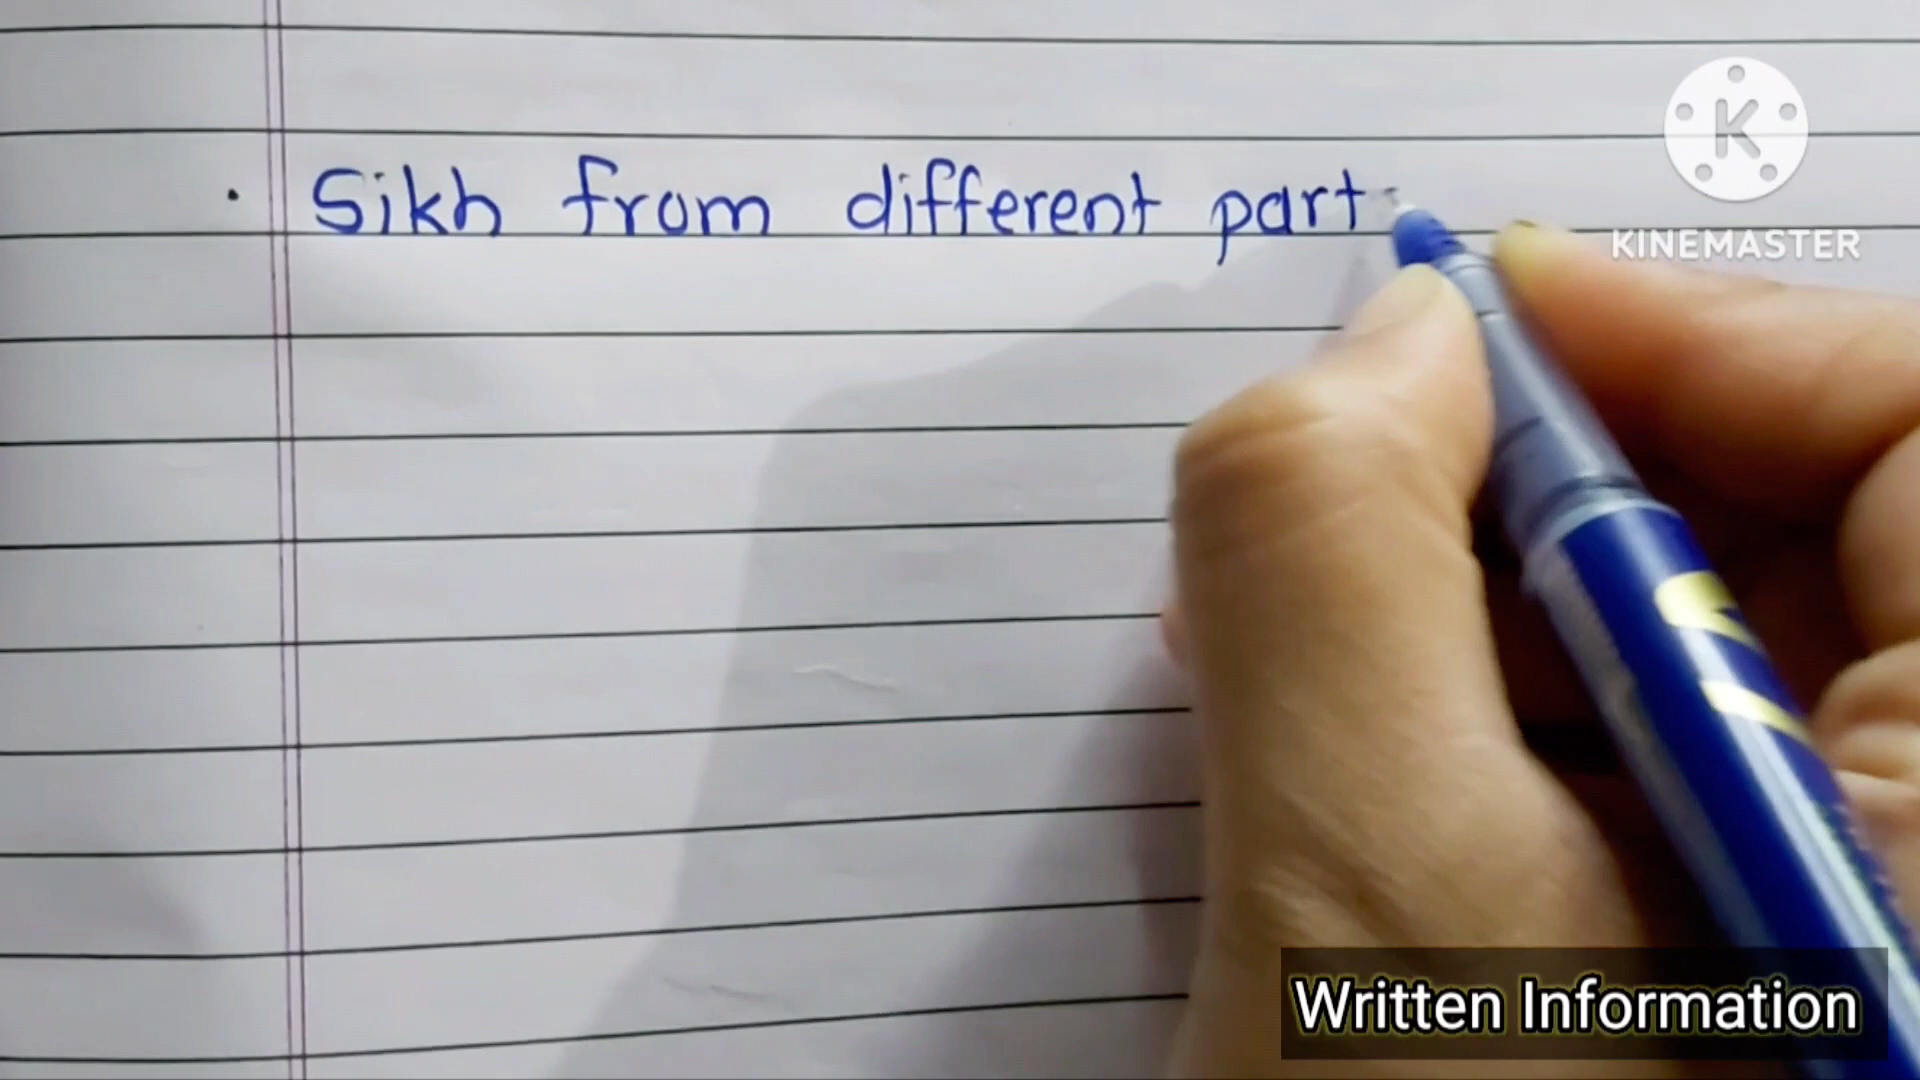 · Sikh from different part
K
KINEMASTER
Written Information